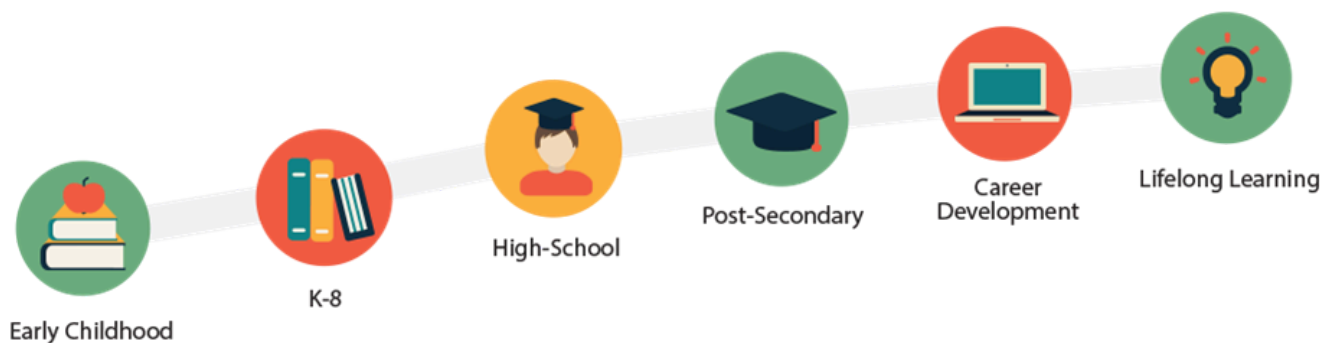 Early Childhood
K-8
High-School
Post-Secondary
Career
Development
Lifelong Learning